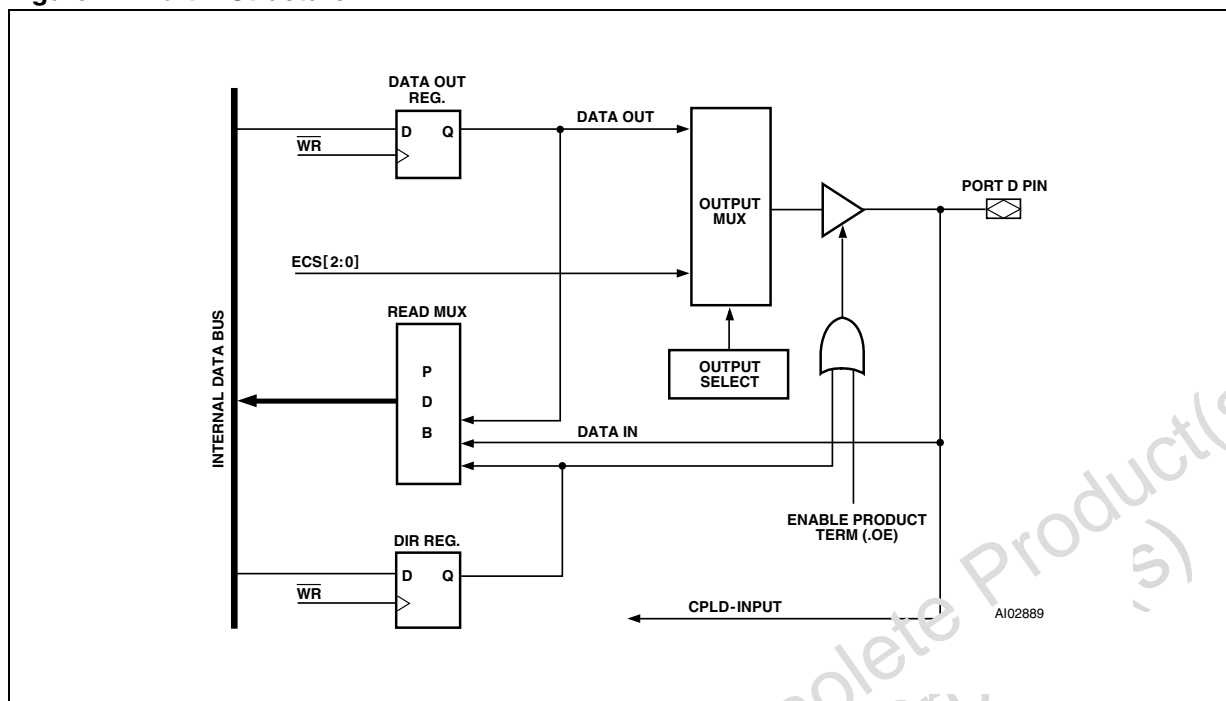 DATA OUT
REG.
D Q
WR
DATA OUT
OUTPUT
MUX
PORT D PIN
ECS[2:0]
READ MUX
P
D
B
OUTPUT
SELECT
DATA IN
INTERNAL DATA BUS
ENABLE PRODUCT
TERM (.OE)
DIR REG.
D Q
WR
CPLD-INPUT
AI02889
Product(s)